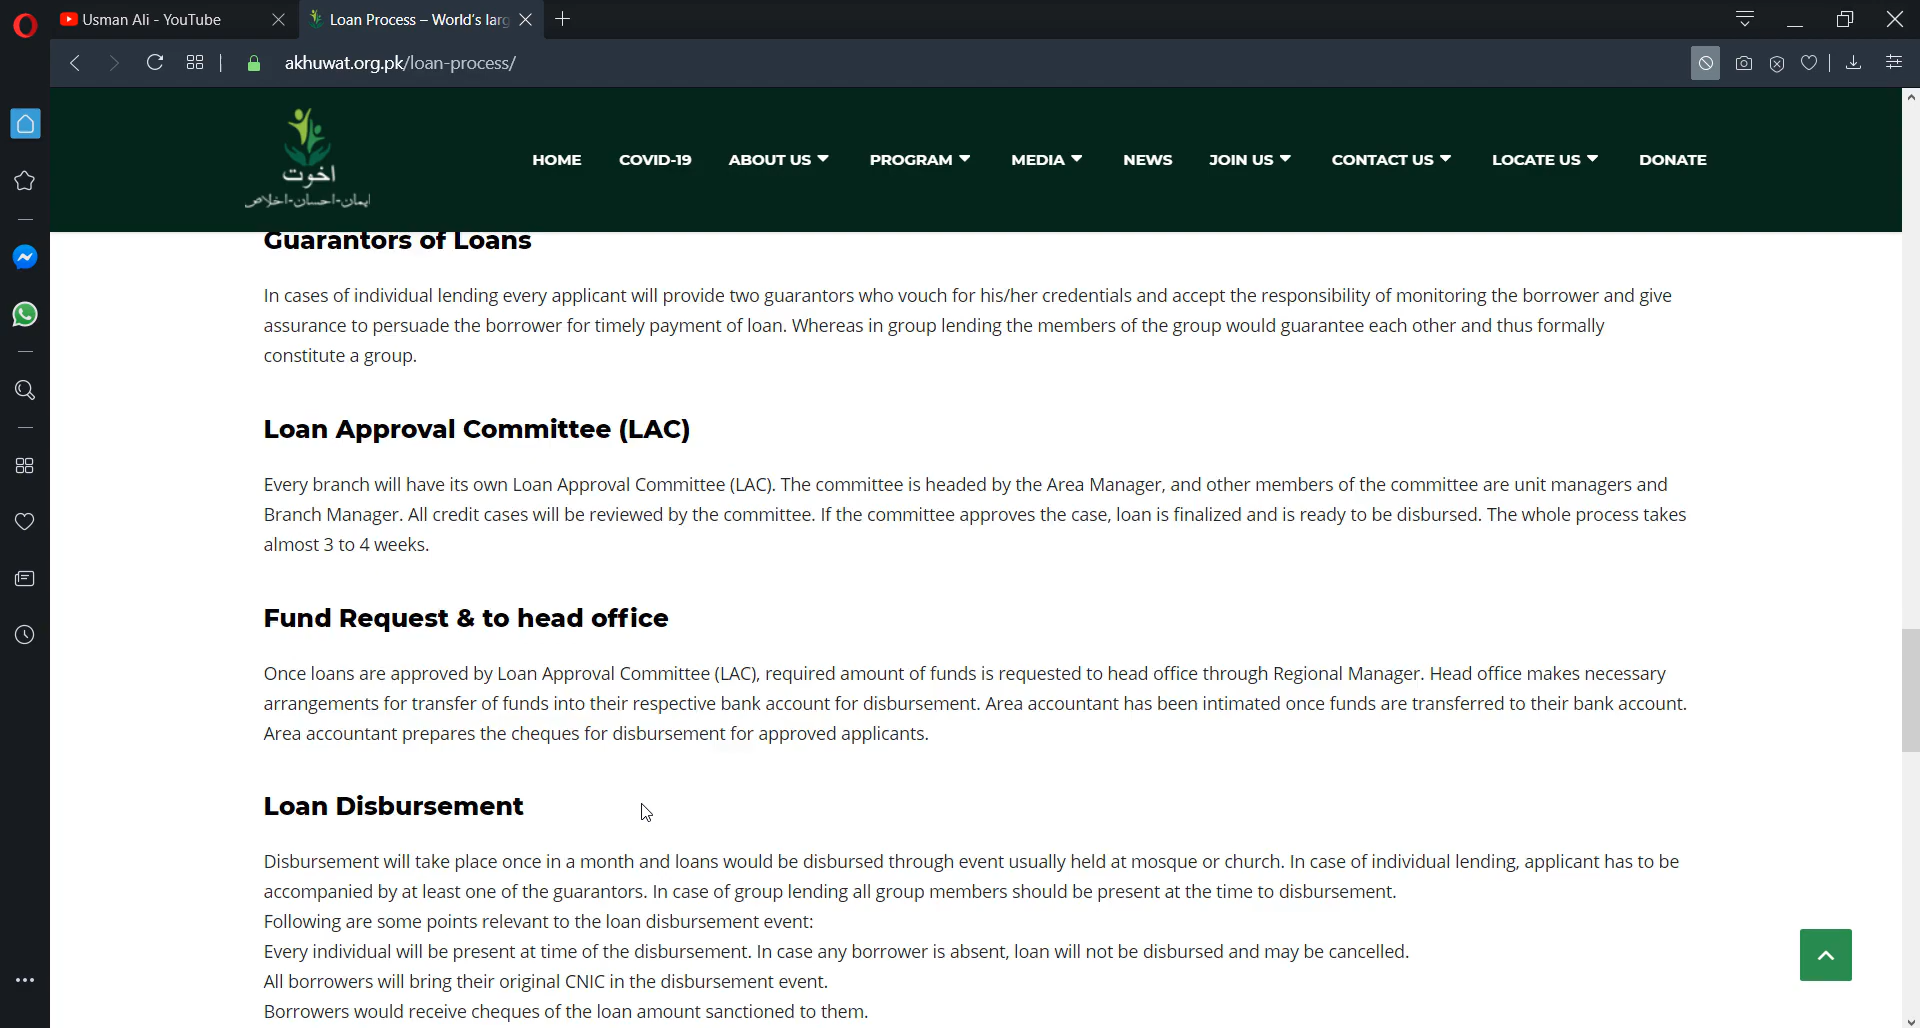 Usman Ali - YouTube
Loan Process – World's larg
akhuwat.org.pk/loan-process/
اخوت
ایمان-احسان-اخلاص
HOME COVID-19 ABOUT US PROGRAM MEDIA NEWS JOIN US CONTACT US LOCATE US DONATE
Guarantors of Loans
In cases of individual lending every applicant will provide two guarantors who vouch for his/her credentials and accept the responsibility of monitoring the borrower and give
assurance to persuade the borrower for timely payment of loan. Whereas in group lending the members of the group would guarantee each other and thus formally
constitute a group.
Loan Approval Committee (LAC)
Every branch will have its own Loan Approval Committee (LAC). The committee is headed by the Area Manager, and other members of the committee are unit managers and
Branch Manager. All credit cases will be reviewed by the committee. If the committee approves the case, loan is finalized and is ready to be disbursed. The whole process takes
almost 3 to 4 weeks.
Fund Request & to head office
Once loans are approved by Loan Approval Committee (LAC), required amount of funds is requested to head office through Regional Manager. Head office makes necessary
arrangements for transfer of funds into their respective bank account for disbursement. Area accountant has been intimated once funds are transferred to their bank account.
Area accountant prepares the cheques for disbursement for approved applicants.
Loan Disbursement
Disbursement will take place once in a month and loans would be disbursed through event usually held at mosque or church. In case of individual lending, applicant has to be
accompanied by at least one of the guarantors. In case of group lending all group members should be present at the time to disbursement.
Following are some points relevant to the loan disbursement event:
Every individual will be present at time of the disbursement. In case any borrower is absent, loan will not be disbursed and may be cancelled.
All borrowers will bring their original CNIC in the disbursement event.
Borrowers would receive cheques of the loan amount sanctioned to them.